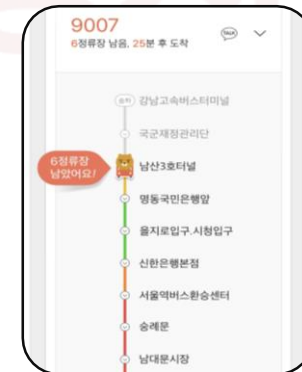 9007
6정류장 남음, 25분 후 도착
TALK
승차
강남고속버스터미널
국군재정관리단
6정류장
남았어요!
남산3호터널
명동국민은행앞
을지로입구.시청입구
신한은행본점
서울역버스환승센터
숭례문
남대문시장